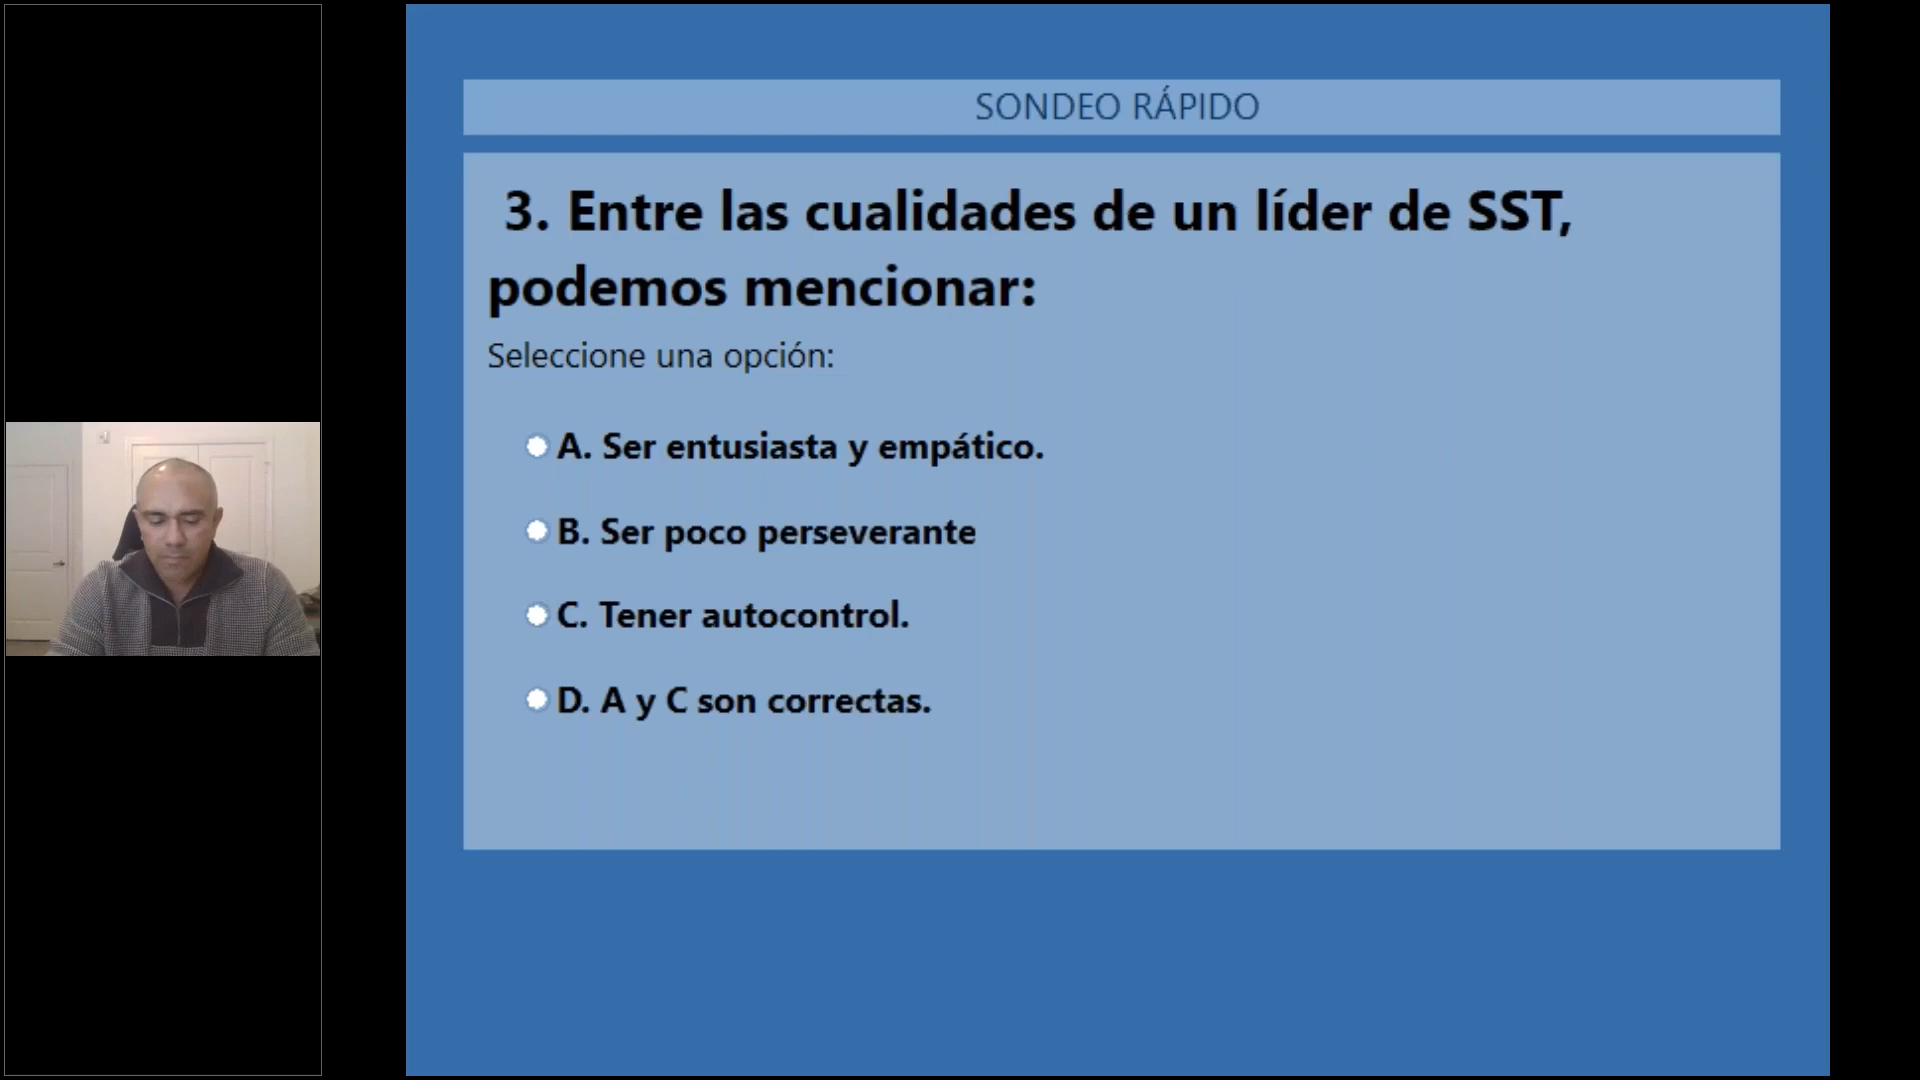 SONDEO RÁPIDO
3. Entre las cualidades de un líder de SST,
podemos mencionar:
Seleccione una opción:
A. Ser entusiasta y empático.
B. Ser poco perseverante
C. Tener autocontrol.
D. A y C son correctas.